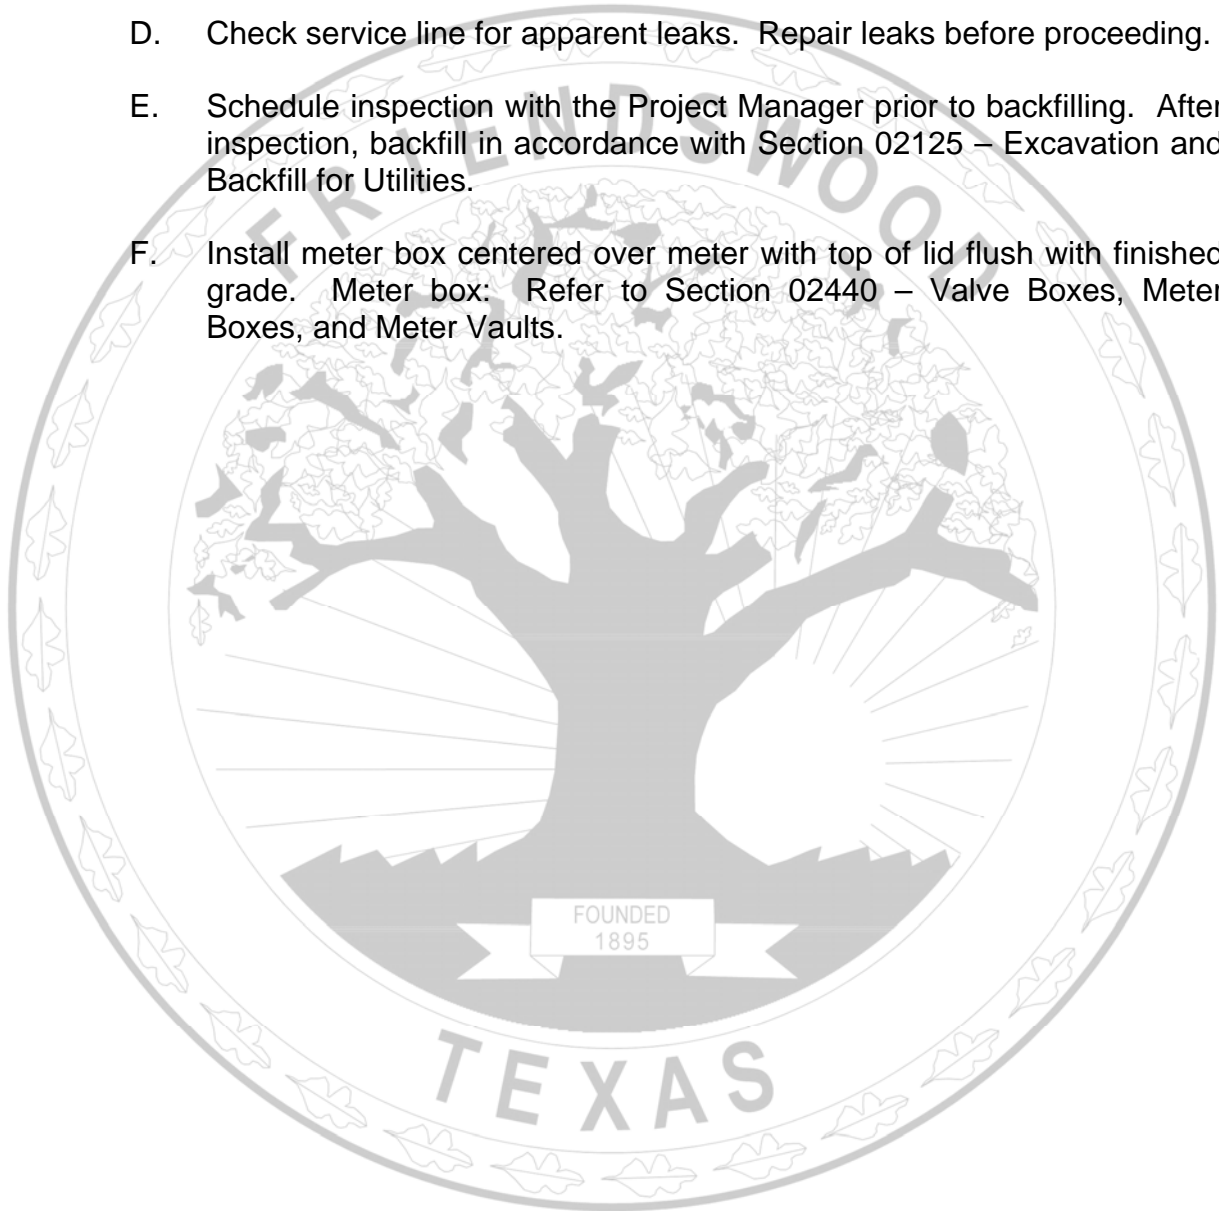 D. Check service line for apparent leaks. Repair leaks before proceeding.
E. Schedule inspection with the Project Manager prior to backfilling. After
inspection, backfill in accordance with Section 02125 – Excavation and
Backfill for Utilities.
F. Install meter box centered over meter with top of lid flush with finished
grade. Meter box: Refer to Section 02440 – Valve Boxes, Meter
Boxes, and Meter Vaults.
FRIENDSWOOD
FOUNDED
1895
TEXAS